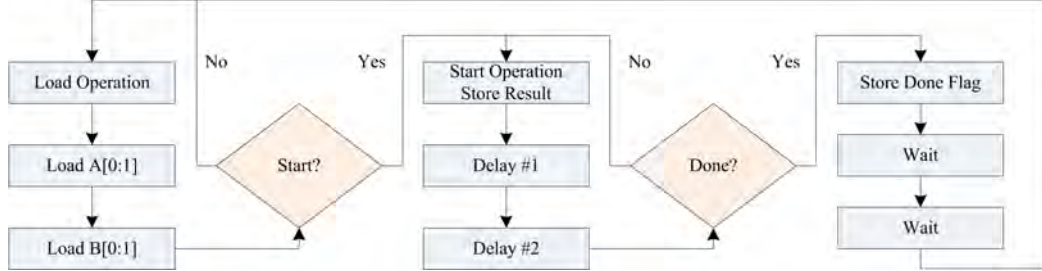 Load Operation
Load A[0:1]
Load B[0:1]
No
Start?
Yes
Start Operation
Store Result
Delay #1
Delay #2
No
Done?
Yes
Store Done Flag
Wait
Wait